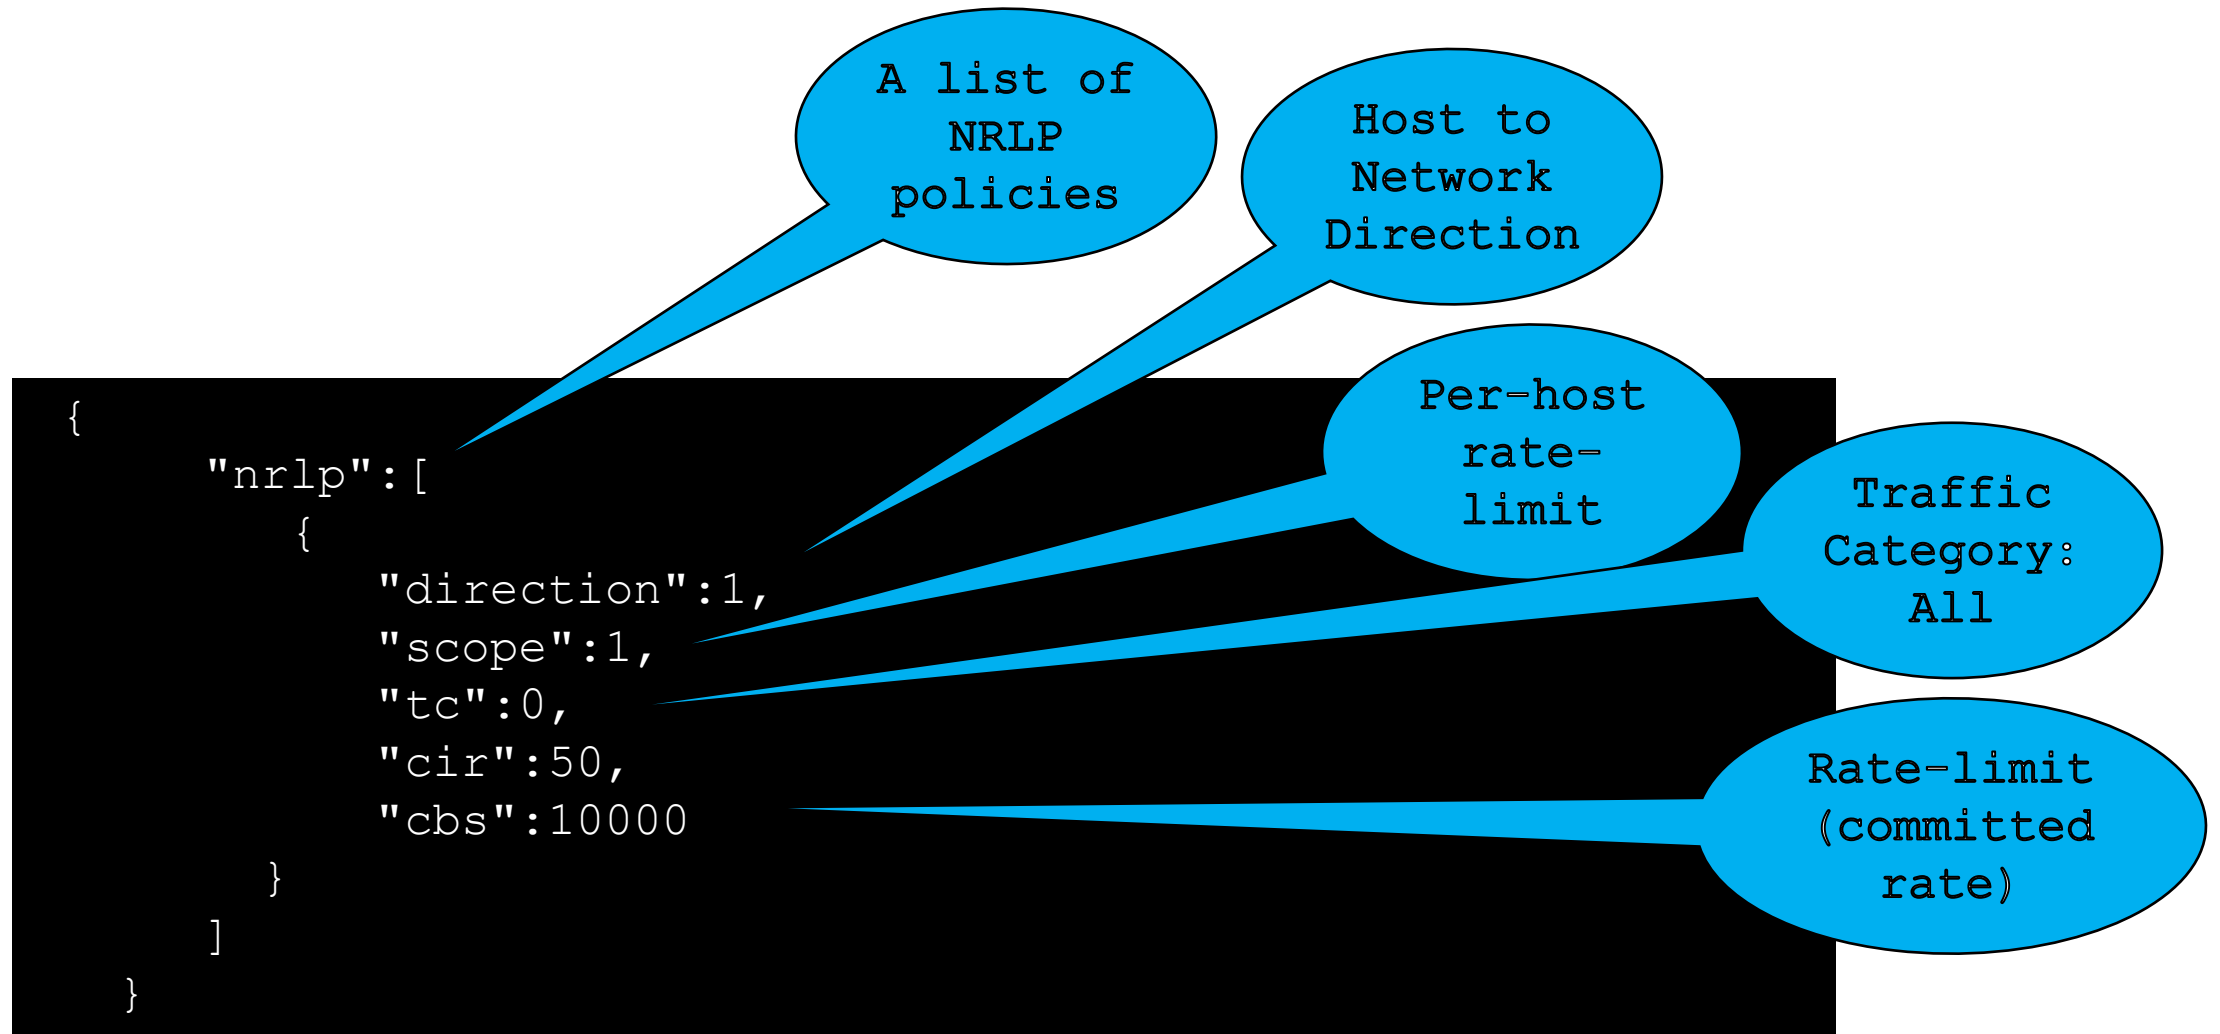 A list of
NRLP
policies
Host to
Network
Direction
Per-host
rate-
limit
Traffic
Category:
All
Rate-limit
(committed
rate)
{
"nrlp":[
{
"direction":1,
"scope":1,
"tc":0,
"cir":50,
"cbs":10000
}
]
}